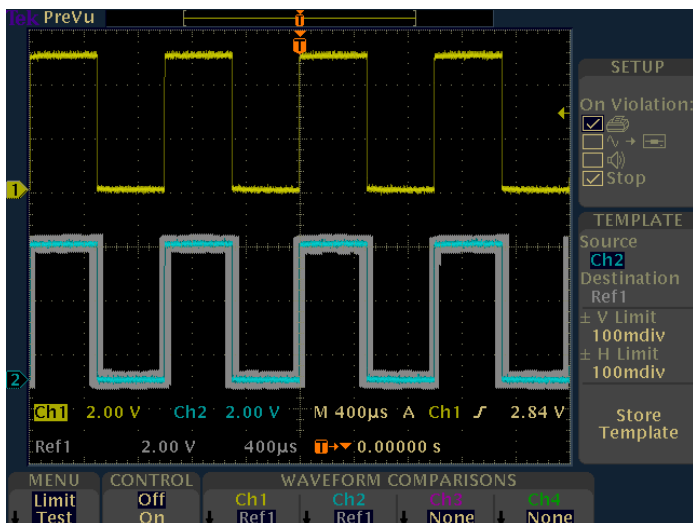 Tek PreVu
T
T
SETUP
On Violation:
Stop
1
TEMPLATE
Source
Ch2
Destination
Ref1
± V Limit
100mdiv
± H Limit
100mdiv
2
Ch1 2.00 V Ch2 2.00 V M 400µs A Ch1 2.84 V
Ref1 2.00 V 400µs T 0.00000 s
Store
Template
MENU CONTROL WAVEFORM COMPARISONS
Limit Off Ch1 Ch2 Ch3 Ch4
Test On Ref1 Ref1 None None